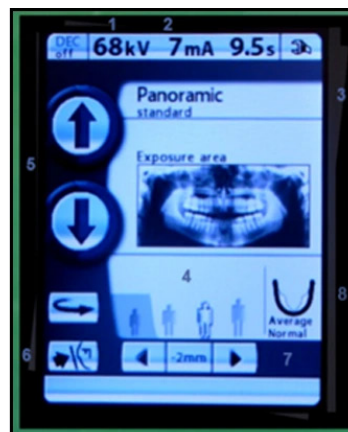 1 2
DEC off 68kV 7mA 9.5s
Panoramic
standard
3
Exposure area
5
4
8
Average
Normal
6
-2mm
7